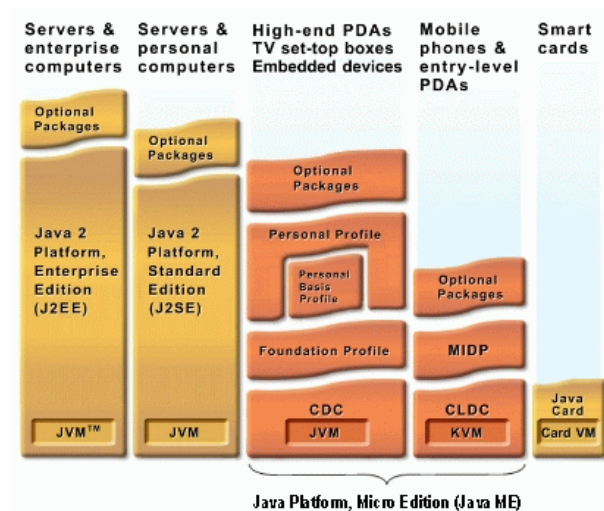 Servers &
enterprise
computers
Optional
Packages
Java 2
Platform,
Enterprise
Edition
(J2EE)
JVM™
Servers &
personal
computers
Optional
Packages
Java 2
Platform,
Standard
Edition
(J2SE)
JVM
High-end PDAs
TV set-top boxes
Embedded devices
Optional
Packages
Personal Profile
Personal
Basis
Profile
Foundation Profile
CDC
JVM
Mobile
phones &
entry-level
PDAs
Optional
Packages
MIDP
CLDC
KVM
Smart
cards
Java
Card
Card VM
Java Platform, Micro Edition (Java ME)